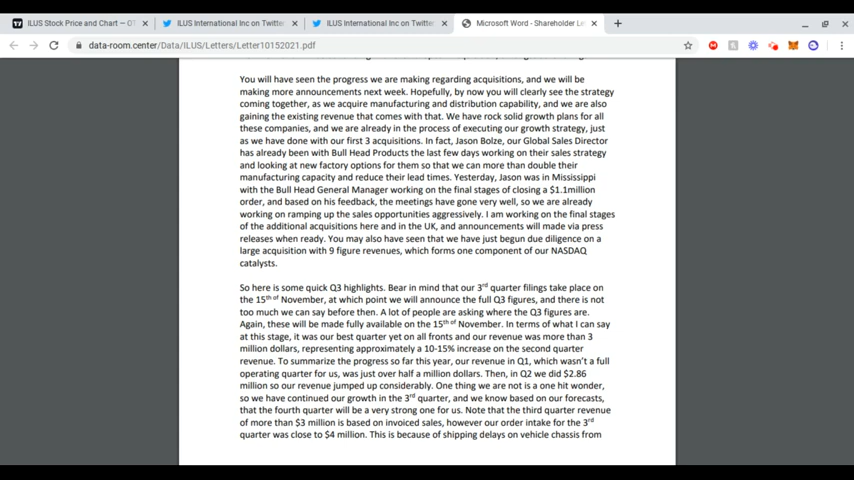 ILUS Stock Price and Chart — OT
ILUS International Inc on Twitter
ILUS International Inc on Twitter
Microsoft Word - Shareholder Le
data-room.center/Data/ILUS/Letters/Letter10152021.pdf
You will have seen the progress we are making regarding acquisitions, and we will be
making more announcements next week. Hopefully, by now you will clearly see the strategy
coming together, as we acquire manufacturing and distribution capability, and we are also
gaining the existing revenue that comes with that. We have rock solid growth plans for all
these companies, and we are already in the process of executing our growth strategy, just
as we have done with our first 3 acquisitions. In fact, Jason Bolze, our Global Sales Director
has already been with Bull Head Products the last few days working on their sales strategy
and looking at new factory options for them so that we can more than double their
manufacturing capacity and reduce their lead times. Yesterday, Jason was in Mississippi
with the Bull Head General Manager working on the final stages of closing a $1.1million
order, and based on his feedback, the meetings have gone very well, so we are already
working on ramping up the sales opportunities aggressively. I am working on the final stages
of the additional acquisitions here and in the UK, and announcements will made via press
releases when ready. You may also have seen that we have just begun due diligence on a
large acquisition with 9 figure revenues, which forms one component of our NASDAQ
catalysts.
So here is some quick Q3 highlights. Bear in mind that our 3rd quarter filings take place on
the 15th of November, at which point we will announce the full Q3 figures, and there is not
too much we can say before then. A lot of people are asking where the Q3 figures are.
Again, these will be made fully available on the 15th of November. In terms of what I can say
at this stage, it was our best quarter yet on all fronts and our revenue was more than 3
million dollars, representing approximately a 10-15% increase on the second quarter
revenue. To summarize the progress so far this year, our revenue in Q1, which wasn't a full
operating quarter for us, was just over half a million dollars. Then, in Q2 we did $2.86
million so our revenue jumped up considerably. One thing we are not is a one hit wonder,
so we have continued our growth in the 3rd quarter, and we know based on our forecasts,
that the fourth quarter will be a very strong one for us. Note that the third quarter revenue
of more than $3 million is based on invoiced sales, however our order intake for the 3rd
quarter was close to $4 million. This is because of shipping delays on vehicle chassis from